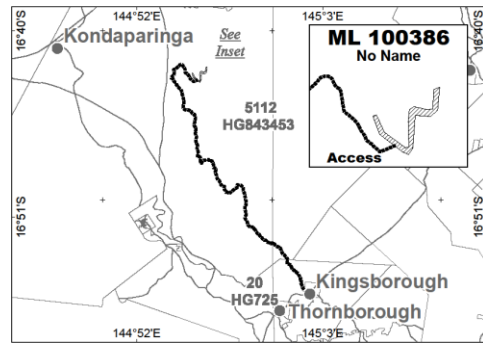 144°52'E
145°3'E
16°40'S
16°40'S
Kondaparinga
See
Inset
ML 100386
No Name
Access
5112
HG843453
16°51'S
16°51'S
20
HG725
Kingsborough
Thornborough
144°52'E
145°3'E